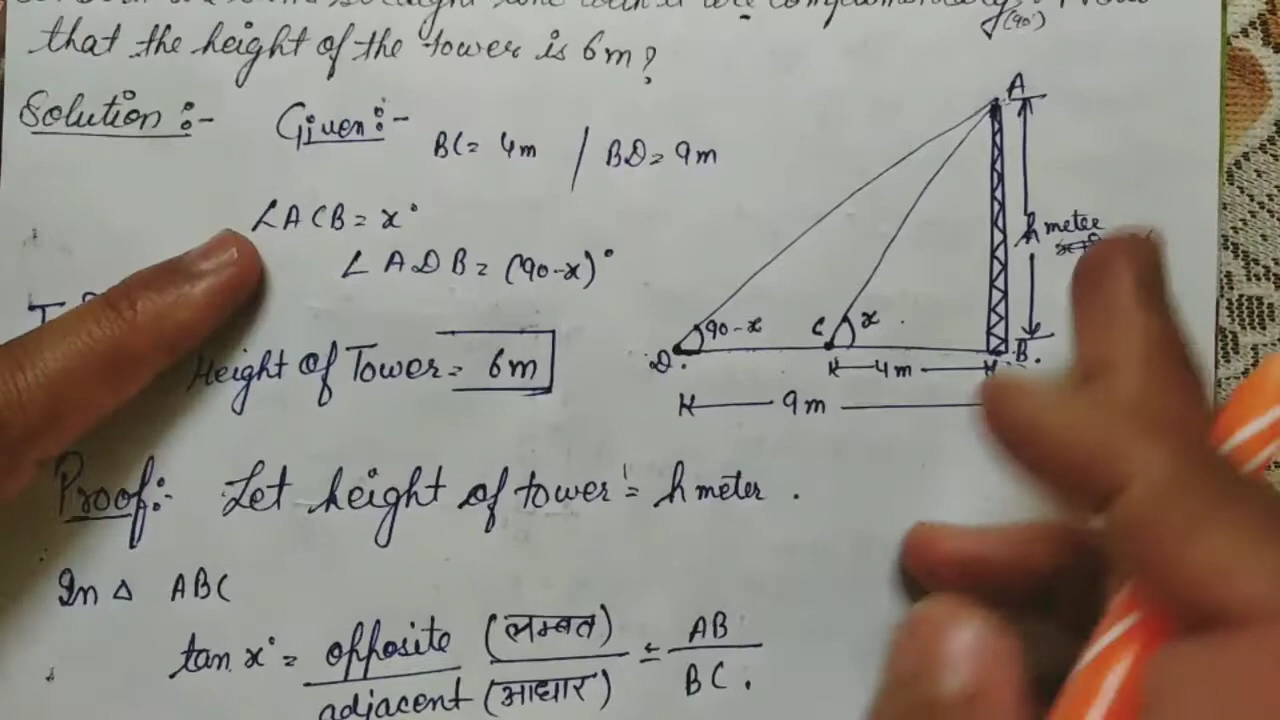 that the height of the tower is 6m?
(90°)
Solution :-
Given :-
BC = 4m / BD = 9m
∠ACB = x°
∠ADB = (90-x)°
Height of Tower = 6m
A
h meter
90-x
C
x
D.
B.
4m
9m
Proof :- Let height of tower = h meter.
In △ ABC
tan x° = opposite (लम्बत) / adjacent (आधार) = AB / BC.